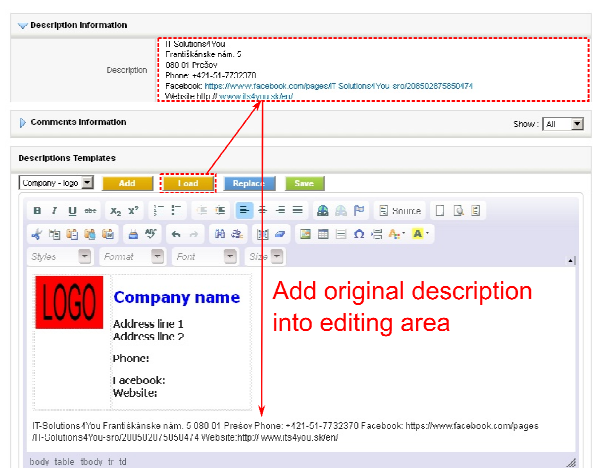 Description Information
IT-Solutions4You
Františkánske nám. 5
080 01 Prešov
Description
Phone: +421-51-7732370
Facebook: https://www.facebook.com/pages/IT-Solutions4You-sro/208502875850474
Website:http:// www.its4you.sk/en/
Comments Information
Show : All
Descriptions Templates
Company - logo Add Load Replace Save
B I U abc X₂ X² Source
Styles Format Font Size
LOGO
Company name
Address line 1
Address line 2
Phone:
Facebook:
Website:
Add original description
into editing area
IT-Solutions4You Františkánske nám. 5 080 01 Prešov Phone: +421-51-7732370 Facebook: https://www.facebook.com/pages
/IT-Solutions4You-sro/208502875850474 Website:http:// www.its4you.sk/en/
body table tbody tr td